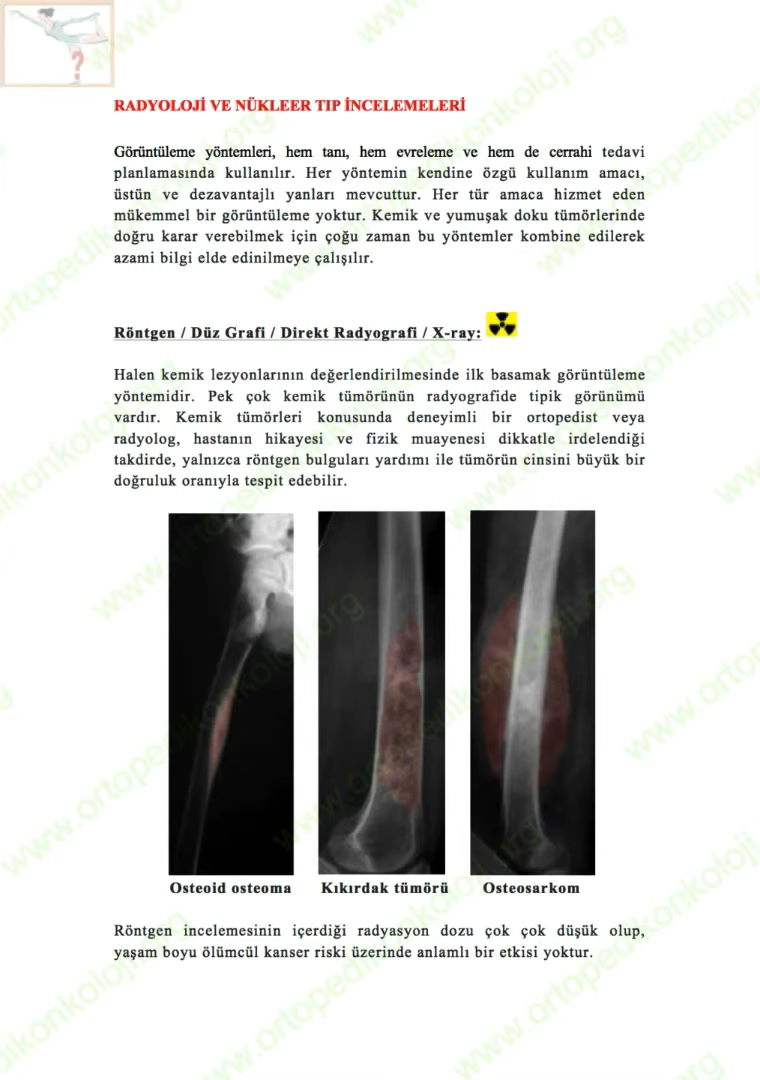 RADYOLOJİ VE NÜKLEER TIP İNCELEMELERİ
Görüntüleme yöntemleri, hem tanı, hem evreleme ve hem de cerrahi tedavi
planlamasında kullanılır. Her yöntemin kendine özgü kullanım amacı,
üstün ve dezavantajlı yanları mevcuttur. Her tür amaca hizmet eden
mükemmel bir görüntüleme yoktur. Kemik ve yumuşak doku tümörlerinde
doğru karar verebilmek için çoğu zaman bu yöntemler kombine edilerek
azami bilgi elde edinilmeye çalışılır.
Röntgen / Düz Grafi / Direkt Radyografi / X-ray:
Halen kemik lezyonlarının değerlendirilmesinde ilk basamak görüntüleme
yöntemidir. Pek çok kemik tümörünün radyografide tipik görünümü
vardır. Kemik tümörleri konusunda deneyimli bir ortopedist veya
radyolog, hastanın hikayesi ve fizik muayenesi dikkatle irdelendiği
takdirde, yalnızca röntgen bulguları yardımı ile tümörün cinsini büyük bir
doğruluk oranıyla tespit edebilir.
Osteoid osteoma Kıkırdak tümörü Osteosarkom
Röntgen incelemesinin içerdiği radyasyon dozu çok çok düşük olup,
yaşam boyu ölümcül kanser riski üzerinde anlamlı bir etkisi yoktur.
www.ortopedikonkoloji.org